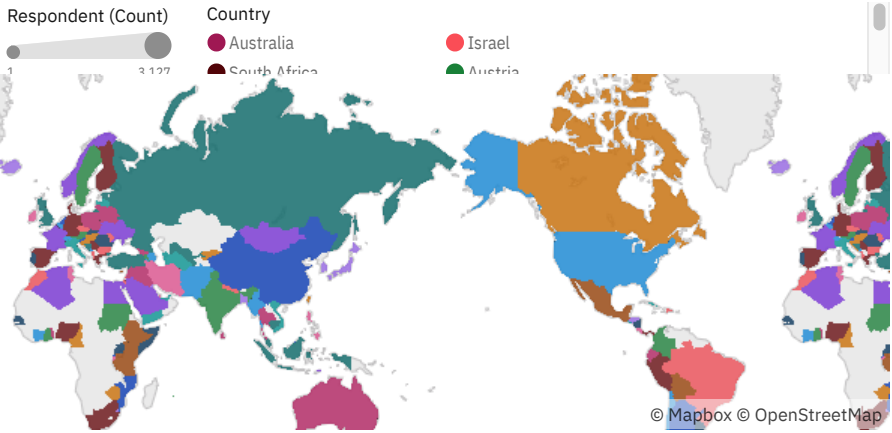 Respondent (Count)
1
3,127
Country
Australia
Israel
South Africa
Austria
© Mapbox © OpenStreetMap